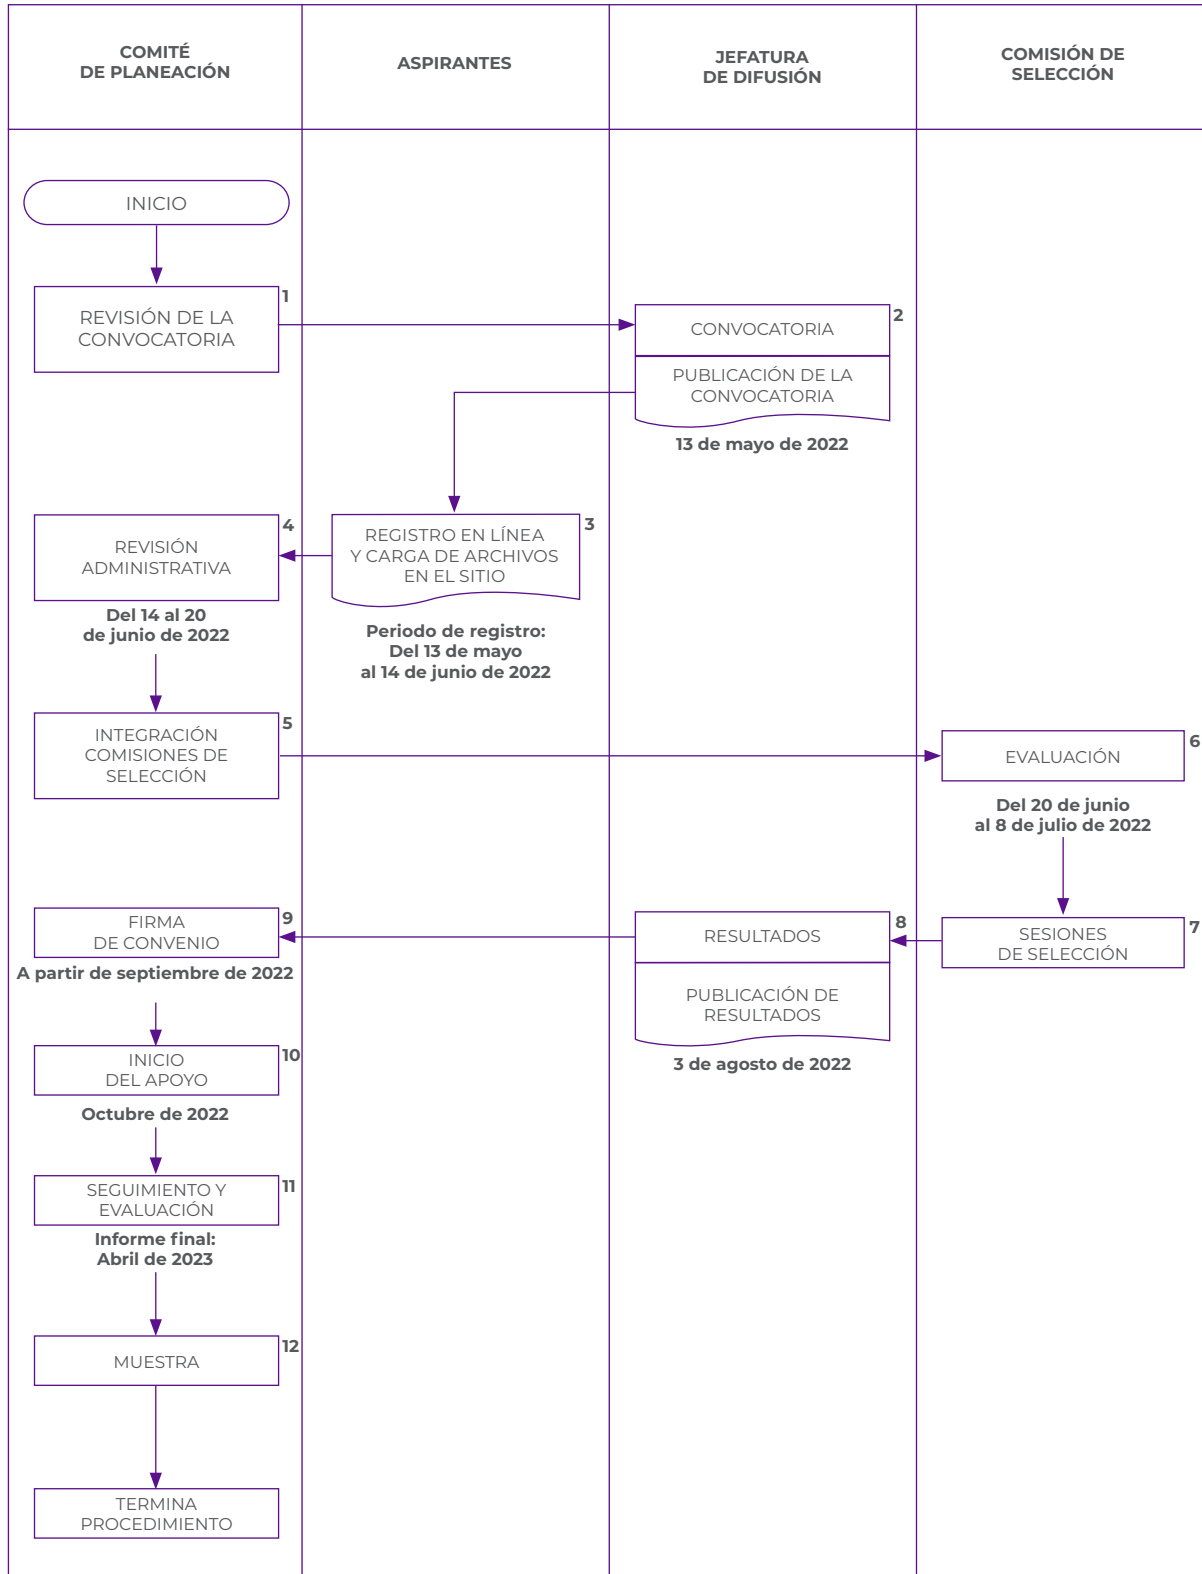 COMITÉ
DE PLANEACIÓN
ASPIRANTES
JEFATURA
DE DIFUSIÓN
COMISIÓN DE
SELECCIÓN
INICIO
1
REVISIÓN DE LA
CONVOCATORIA
2
CONVOCATORIA
PUBLICACIÓN DE LA
CONVOCATORIA
13 de mayo de 2022
3
REGISTRO EN LÍNEA
Y CARGA DE ARCHIVOS
EN EL SITIO
Periodo de registro:
Del 13 de mayo
al 14 de junio de 2022
4
REVISIÓN
ADMINISTRATIVA
Del 14 al 20
de junio de 2022
5
INTEGRACIÓN
COMISIONES DE
SELECCIÓN
6
EVALUACIÓN
Del 20 de junio
al 8 de julio de 2022
7
SESIONES
DE SELECCIÓN
8
RESULTADOS
PUBLICACIÓN DE
RESULTADOS
3 de agosto de 2022
9
FIRMA
DE CONVENIO
A partir de septiembre de 2022
10
INICIO
DEL APOYO
Octubre de 2022
11
SEGUIMIENTO Y
EVALUACIÓN
Informe final:
Abril de 2023
12
MUESTRA
TERMINA
PROCEDIMIENTO